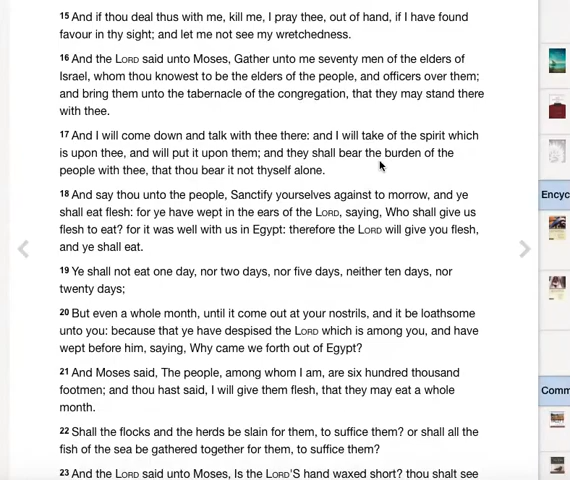 15 And if thou deal thus with me, kill me, I pray thee, out of hand, if I have found
favour in thy sight; and let me not see my wretchedness.
16 And the LORD said unto Moses, Gather unto me seventy men of the elders of
Israel, whom thou knowest to be the elders of the people, and officers over them;
and bring them unto the tabernacle of the congregation, that they may stand there
with thee.
17 And I will come down and talk with thee there: and I will take of the spirit which
is upon thee, and will put it upon them; and they shall bear the burden of the
people with thee, that thou bear it not thyself alone.
18 And say thou unto the people, Sanctify yourselves against to morrow, and ye
shall eat flesh: for ye have wept in the ears of the LORD, saying, Who shall give us
flesh to eat? for it was well with us in Egypt: therefore the LORD will give you flesh,
and ye shall eat.
19 Ye shall not eat one day, nor two days, nor five days, neither ten days, nor
twenty days;
20 But even a whole month, until it come out at your nostrils, and it be loathsome
unto you: because that ye have despised the LORD which is among you, and have
wept before him, saying, Why came we forth out of Egypt?
21 And Moses said, The people, among whom I am, are six hundred thousand
footmen; and thou hast said, I will give them flesh, that they may eat a whole
month.
22 Shall the flocks and the herds be slain for them, to suffice them? or shall all the
fish of the sea be gathered together for them, to suffice them?
23 And the LORD said unto Moses, Is the LORD'S hand waxed short? thou shalt see
Encyc
Comm